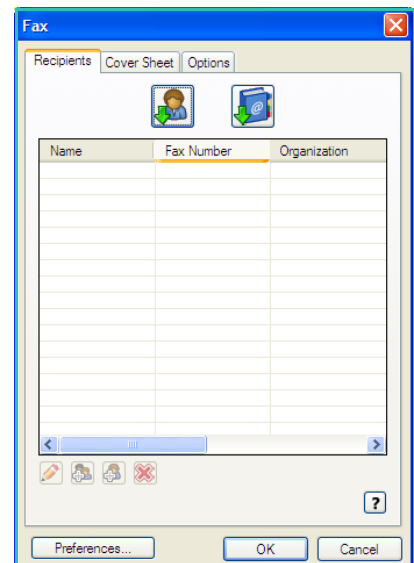 Fax
Recipients Cover Sheet Options
@
Name Fax Number Organization
?
Preferences... OK Cancel